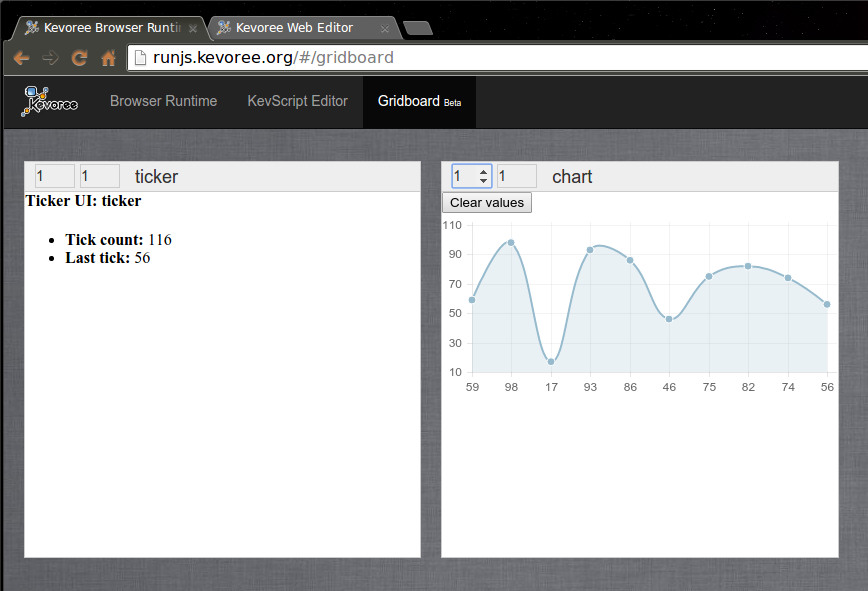 Kevoree Browser Runti
Kevoree Web Editor
runjs.kevoree.org/#/gridboard
Kevoree
Browser Runtime
KevScript Editor
Gridboard Beta
1 1 ticker
Ticker UI: ticker
Tick count: 116
Last tick: 56
1 1 chart
Clear values
110
90
70
50
30
10
59 98 17 93 86 46 75 82 74 56